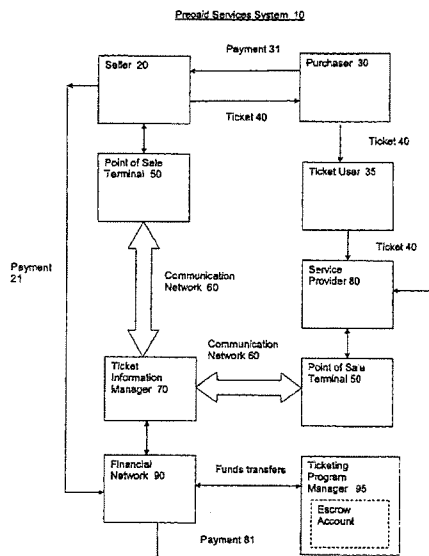 Prepaid Services System 10
Payment 31
Seller 20
Purchaser 30
Ticket 40
Ticket 40
Point of Sale
Terminal 50
Ticket User 35
Ticket 40
Payment
21
Communication
Network 60
Service
Provider 80
Communication
Network 60
Ticket
Information
Manager 70
Point of Sale
Terminal 50
Financial
Network 90
Funds transfers
Ticketing
Program
Manager 95
Escrow
Account
Payment 81